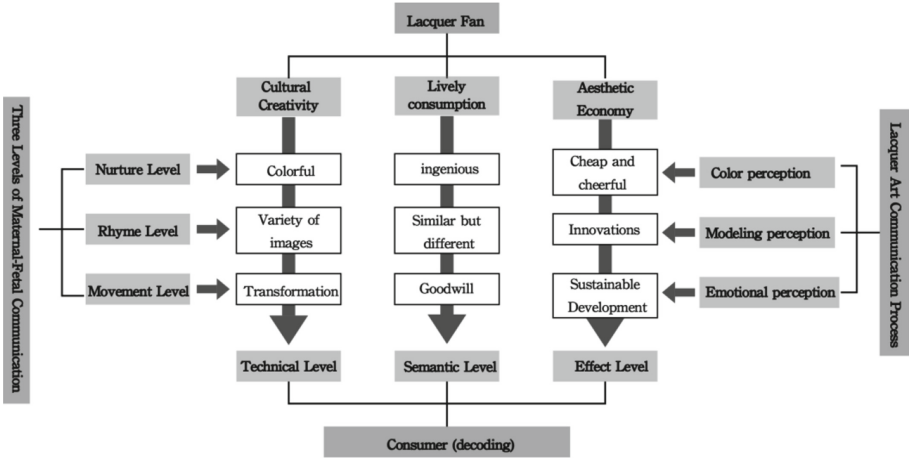 Lacquer Fan
Cultural
Creativity
Lively
consumption
Aesthetic
Economy
Three Levels of Maternal-Fetal Communication
Nurture Level
Colorful
ingenious
Cheap and
cheerful
Color perception
Rhyme Level
Variety of
images
Similar but
different
Innovations
Modeling perception
Movement Level
Transformation
Goodwill
Sustainable
Development
Emotional perception
Lacquer Art Communication Process
Technical Level
Semantic Level
Effect Level
Consumer (decoding)